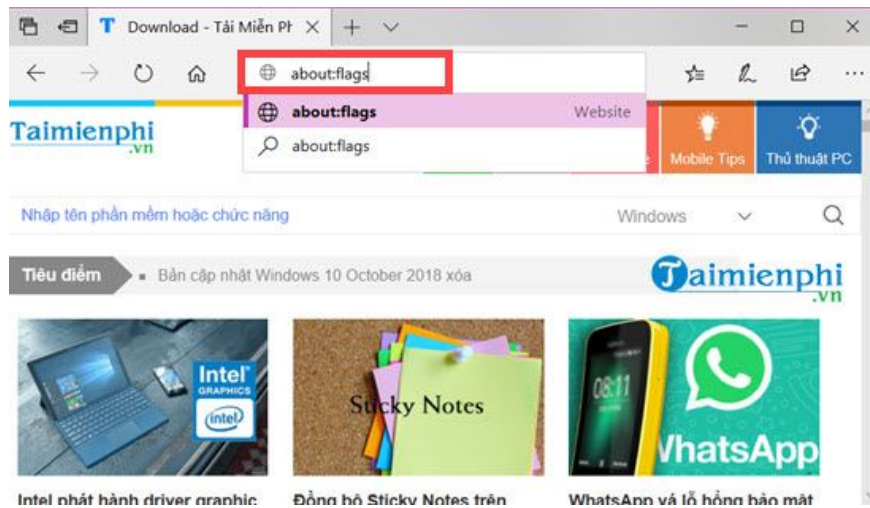 Download - Tải Miễn Ph
about:flags
about:flags Website
about:flags
Taimienphi
.vn
Mobile Tips
Thủ thuật PC
Nhập tên phần mềm hoặc chức năng
Windows
Tiêu điểm
Bản cập nhật Windows 10 October 2018 xóa
Taimienphi
.vn
Intel
GRAPHICS
intel
Sticky Notes
08:11
WhatsApp
Intel phát hành driver graphic
Đồng bộ Sticky Notes trên
WhatsApp vá lỗ hổng bảo mật